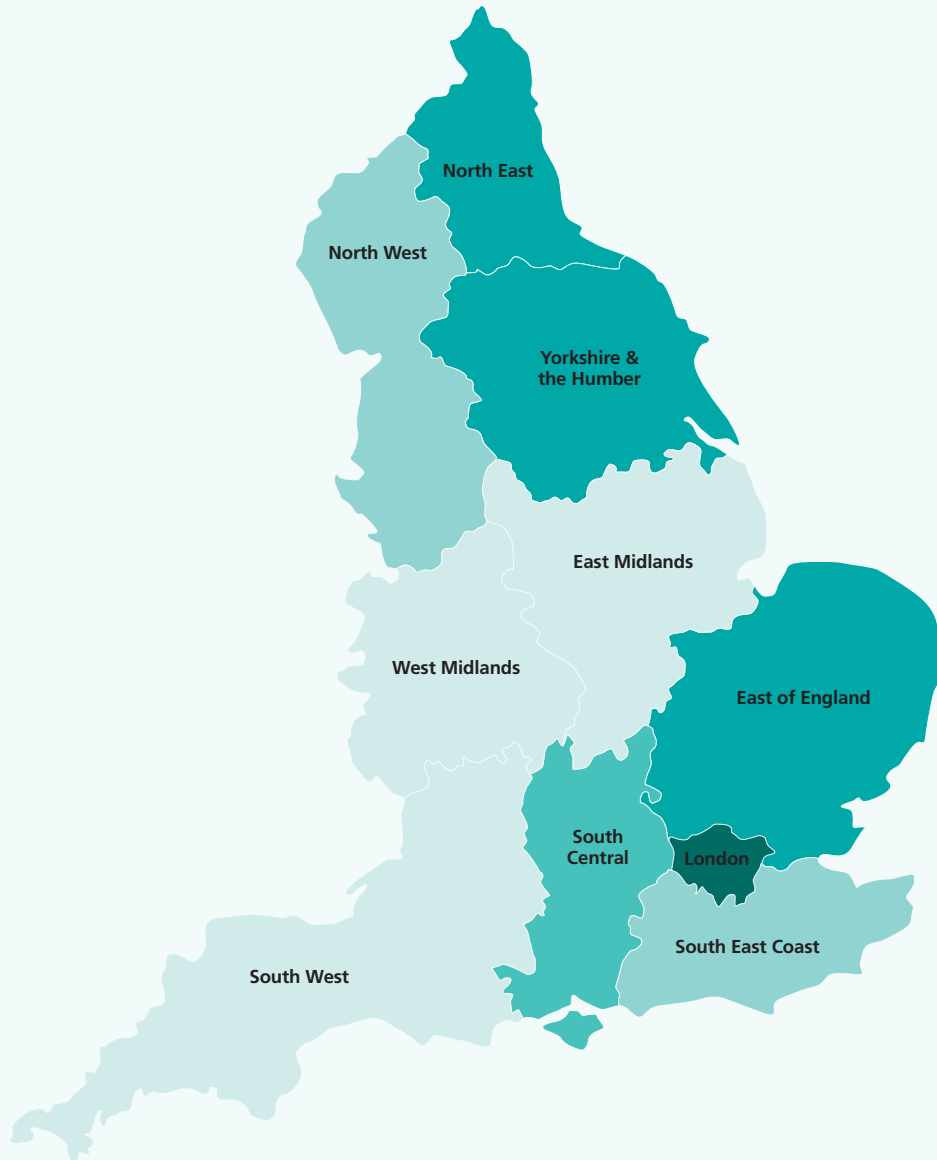 North East
North West
Yorkshire &
the Humber
East Midlands
West Midlands
East of England
South
Central
London
South East Coast
South West